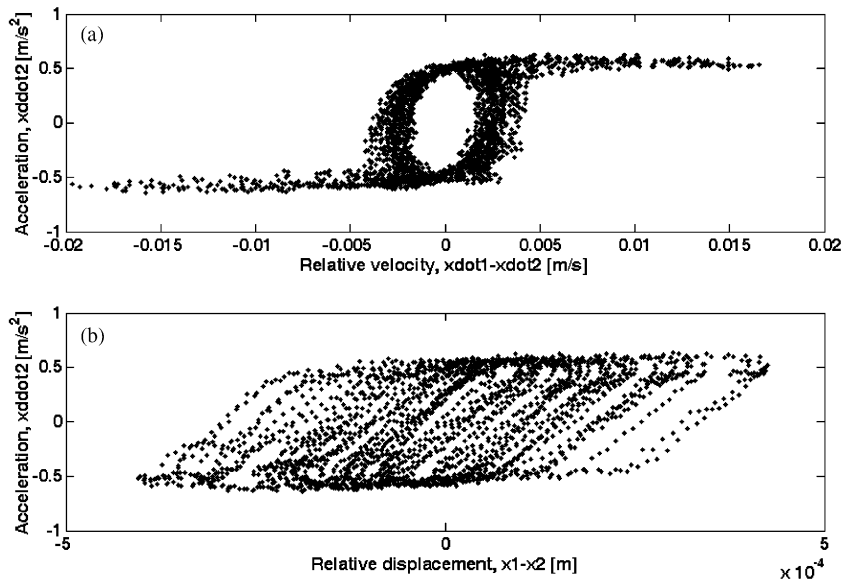 (a)
Acceleration, xddot2 [m/s²]
1
0.5
0
-0.5
-1
-0.02 -0.015 -0.01 -0.005 0 0.005 0.01 0.015 0.02
Relative velocity, xdot1-xdot2 [m/s]
(b)
Acceleration, xddot2 [m/s²]
1
0.5
0
-0.5
-1
-5 0 5
Relative displacement, x1-x2 [m]
x 10⁻⁴